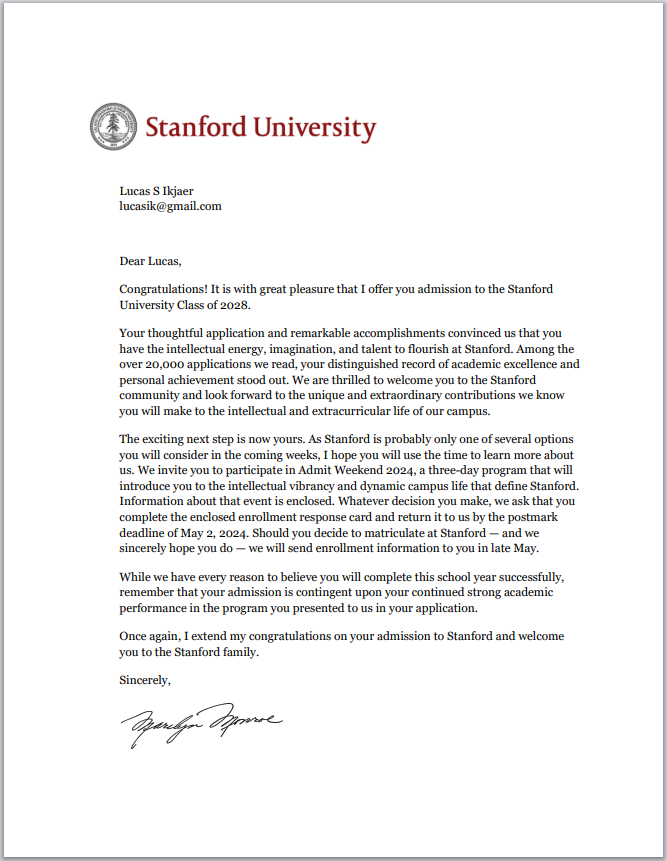 Stanford University
Lucas S Ikjaer
lucasik@gmail.com
Dear Lucas,
Congratulations! It is with great pleasure that I offer you admission to the Stanford
University Class of 2028.
Your thoughtful application and remarkable accomplishments convinced us that you
have the intellectual energy, imagination, and talent to flourish at Stanford. Among the
over 20,000 applications we read, your distinguished record of academic excellence and
personal achievement stood out. We are thrilled to welcome you to the Stanford
community and look forward to the unique and extraordinary contributions we know
you will make to the intellectual and extracurricular life of our campus.
The exciting next step is now yours. As Stanford is probably only one of several options
you will consider in the coming weeks, I hope you will use the time to learn more about
us. We invite you to participate in Admit Weekend 2024, a three-day program that will
introduce you to the intellectual vibrancy and dynamic campus life that define Stanford.
Information about that event is enclosed. Whatever decision you make, we ask that you
complete the enclosed enrollment response card and return it to us by the postmark
deadline of May 2, 2024. Should you decide to matriculate at Stanford — and we
sincerely hope you do — we will send enrollment information to you in late May.
While we have every reason to believe you will complete this school year successfully,
remember that your admission is contingent upon your continued strong academic
performance in the program you presented to us in your application.
Once again, I extend my congratulations on your admission to Stanford and welcome
you to the Stanford family.
Sincerely,
Marilyn Monroe